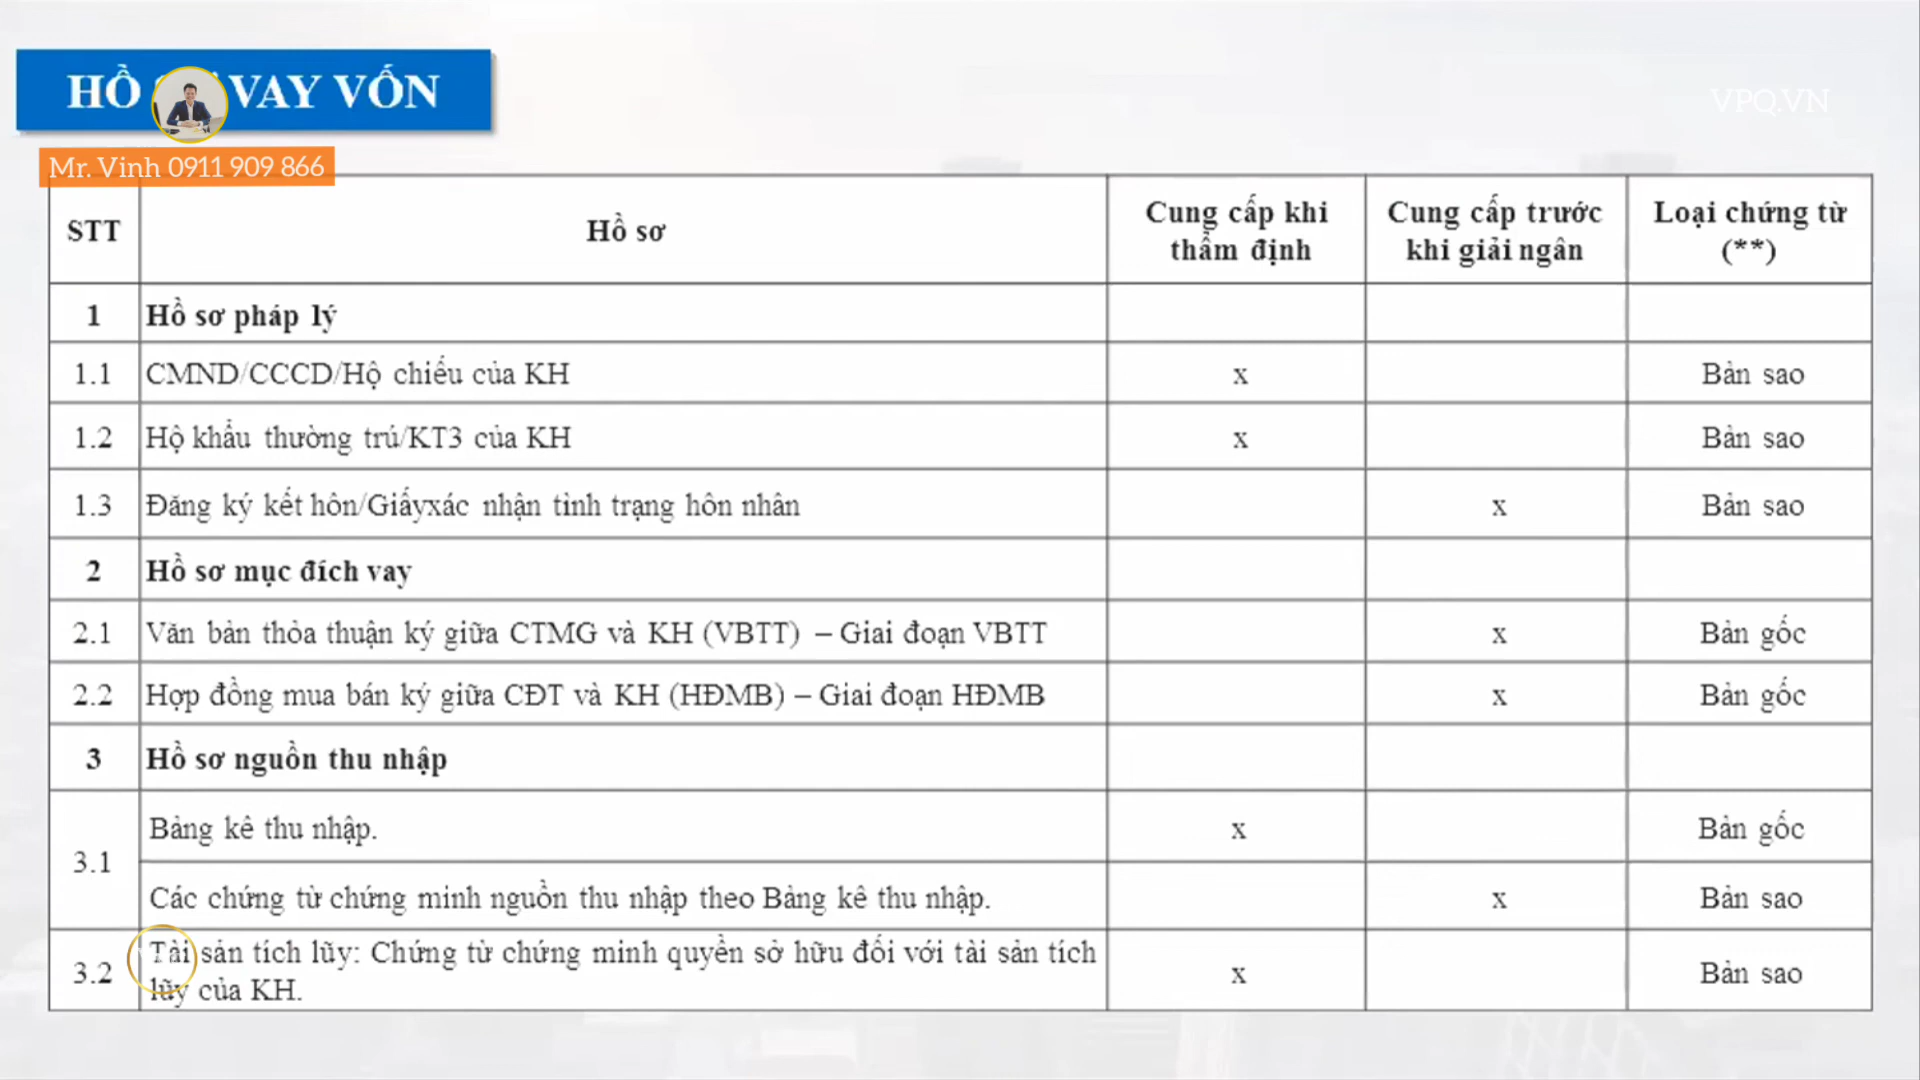 HỒ VAY VỐN
VPQ.VN
Mr. Vinh 0911 909 866
STT Hồ sơ Cung cấp khi thẩm định Cung cấp trước khi giải ngân Loại chứng từ (**)
1 Hồ sơ pháp lý
1.1 CMND/CCCD/Hộ chiếu của KH x Bản sao
1.2 Hộ khẩu thường trú/KT3 của KH x Bản sao
1.3 Đăng ký kết hôn/Giấyxác nhận tình trạng hôn nhân x Bản sao
2 Hồ sơ mục đích vay
2.1 Văn bản thỏa thuận ký giữa CTMG và KH (VBTT) – Giai đoạn VBTT x Bản gốc
2.2 Hợp đồng mua bán ký giữa CĐT và KH (HĐMB) – Giai đoạn HĐMB x Bản gốc
3 Hồ sơ nguồn thu nhập
3.1 Bảng kê thu nhập. x Bản gốc
Các chứng từ chứng minh nguồn thu nhập theo Bảng kê thu nhập. x Bản sao
3.2 Tài sản tích lũy: Chứng từ chứng minh quyền sở hữu đối với tài sản tích
lũy của KH. x Bản sao